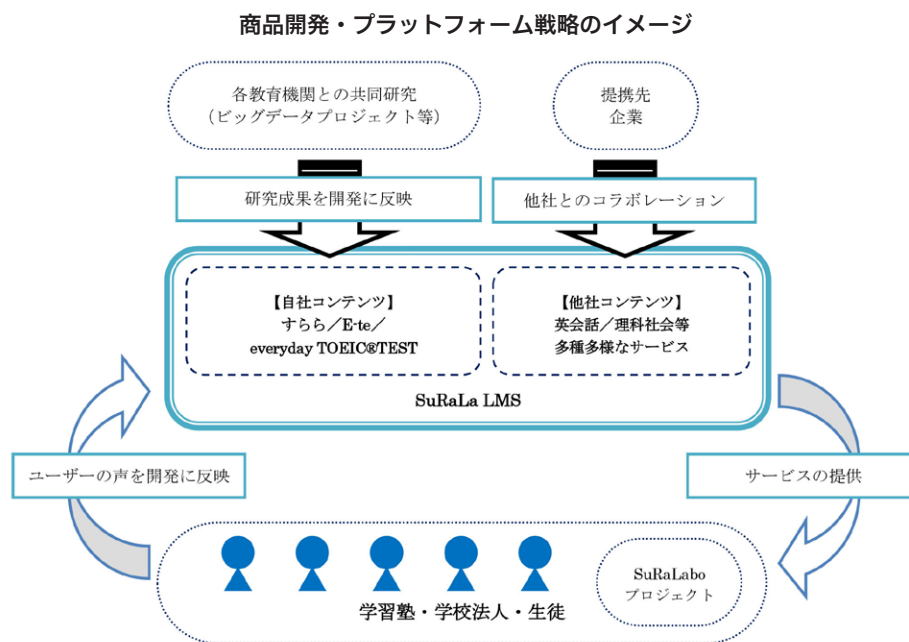 商品開発・プラットフォーム戦略のイメージ
各教育機関との共同研究
（ビッグデータプロジェクト等）
提携先
企業
研究成果を開発に反映
他社とのコラボレーション
【自社コンテンツ】
すらら／E-te／
everyday TOEIC®TEST
【他社コンテンツ】
英会話／理科社会等
多種多様なサービス
SuRaLa LMS
ユーザーの声を開発に反映
サービスの提供
SuRaLabo
プロジェクト
学習塾・学校法人・生徒